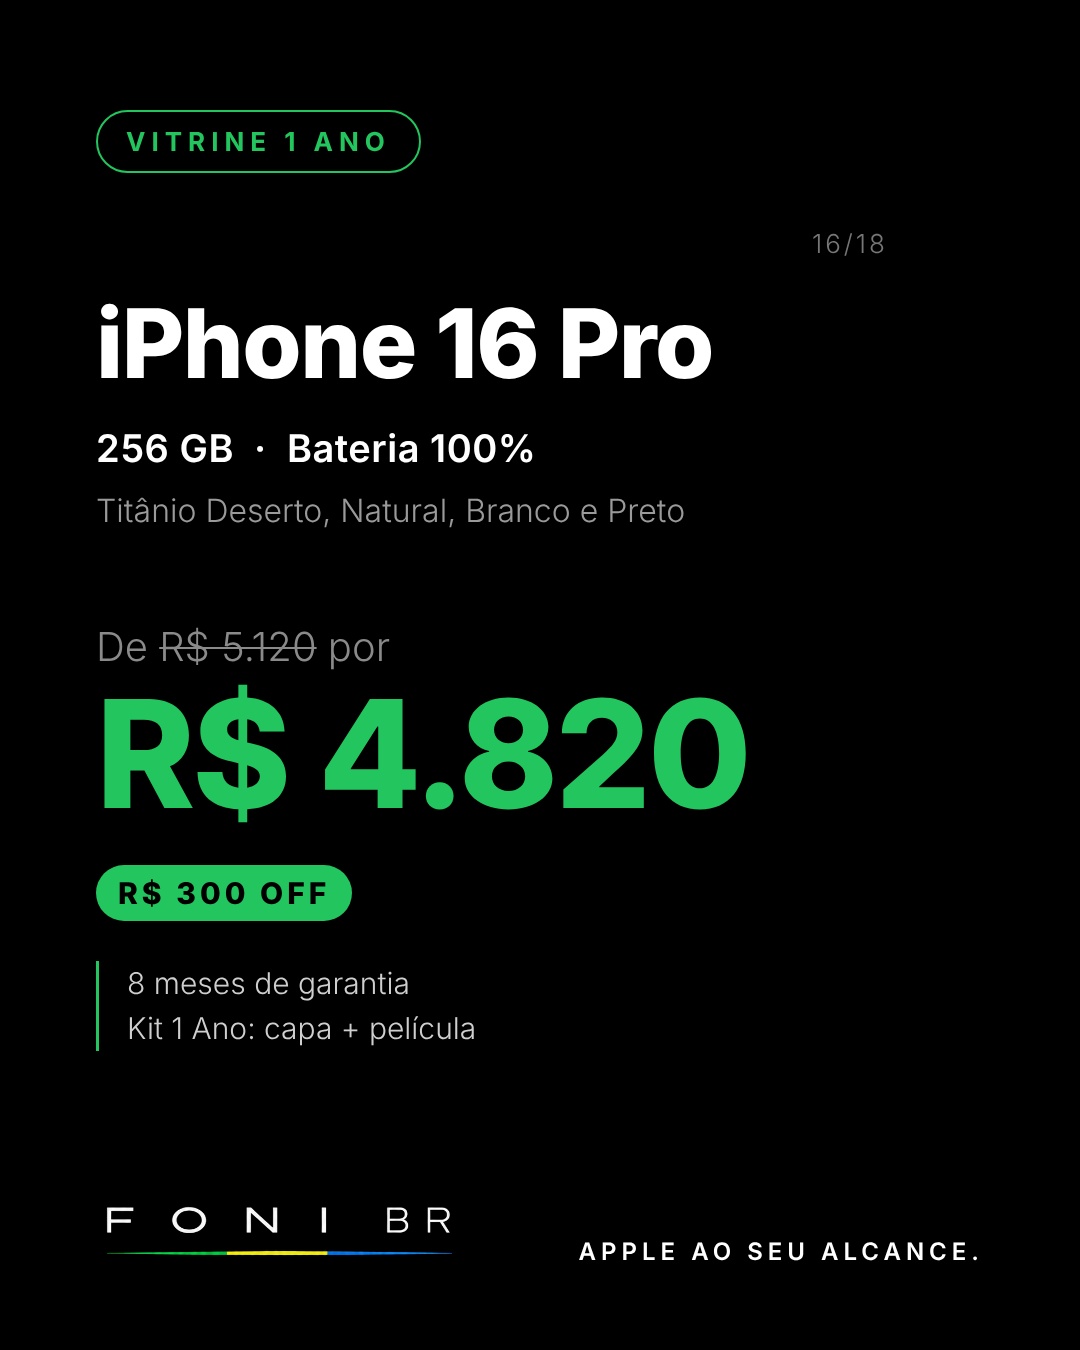 VITRINE 1 ANO
16/18
iPhone 16 Pro
256 GB · Bateria 100%
Titânio Deserto, Natural, Branco e Preto
De R$ 5.120 por
R$ 4.820
R$ 300 OFF
8 meses de garantia
Kit 1 Ano: capa + película
FONI BR
APPLE AO SEU ALCANCE.